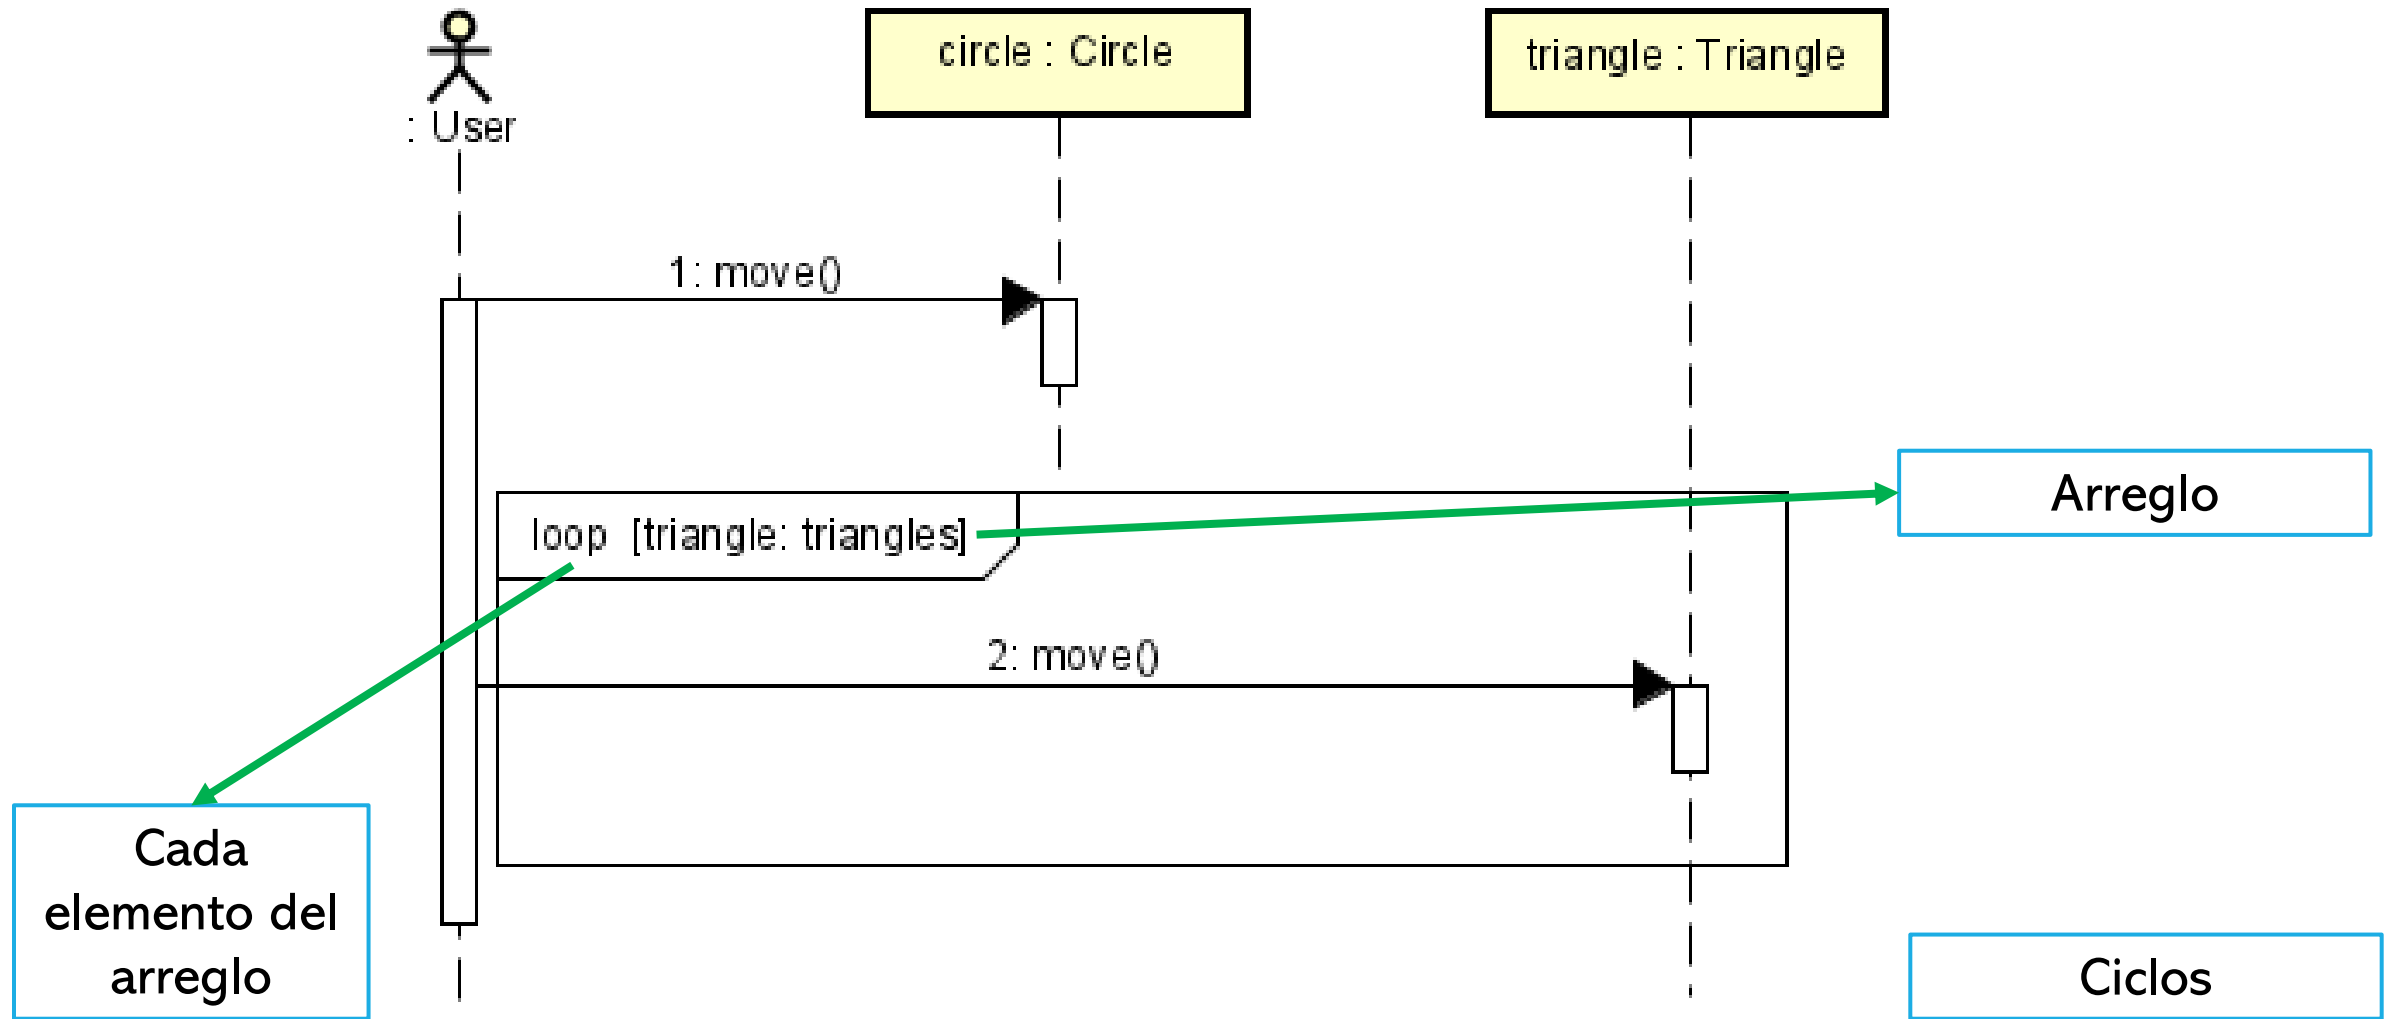 : User
circle : Circle
triangle : Triangle
1: move()
Arreglo
loop [triangle: triangles]
2: move()
Cada
elemento del
arreglo
Ciclos